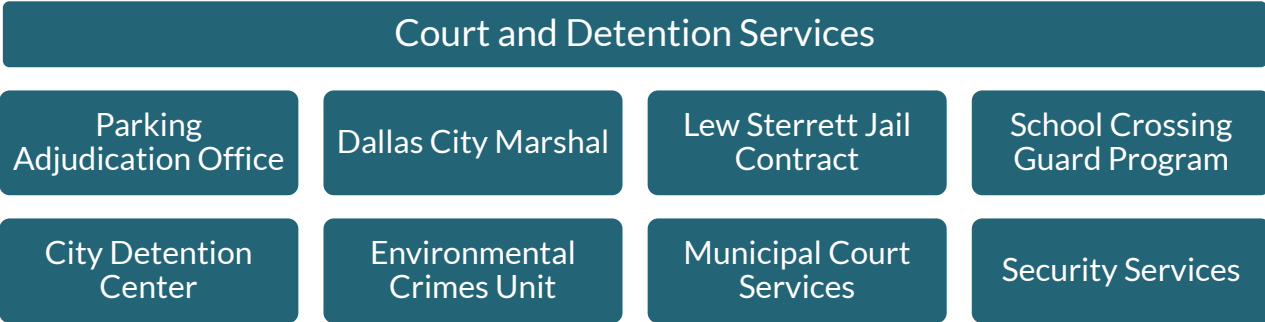 Court and Detention Services
Parking
Adjudication Office
Dallas City Marshal
Lew Sterrett Jail
Contract
School Crossing
Guard Program
City Detention
Center
Environmental
Crimes Unit
Municipal Court
Services
Security Services